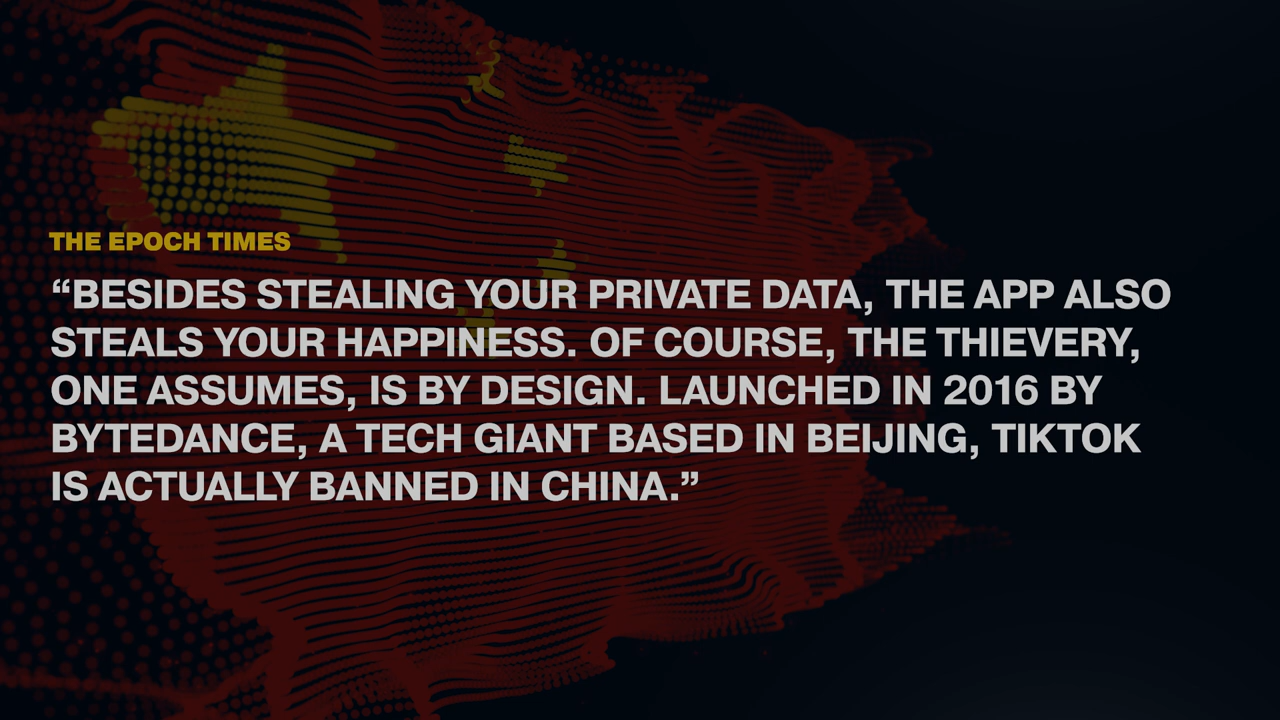 THE EPOCH TIMES
“BESIDES STEALING YOUR PRIVATE DATA, THE APP ALSO
STEALS YOUR HAPPINESS. OF COURSE, THE THIEVERY,
ONE ASSUMES, IS BY DESIGN. LAUNCHED IN 2016 BY
BYTEDANCE, A TECH GIANT BASED IN BEIJING, TIKTOK
IS ACTUALLY BANNED IN CHINA.”